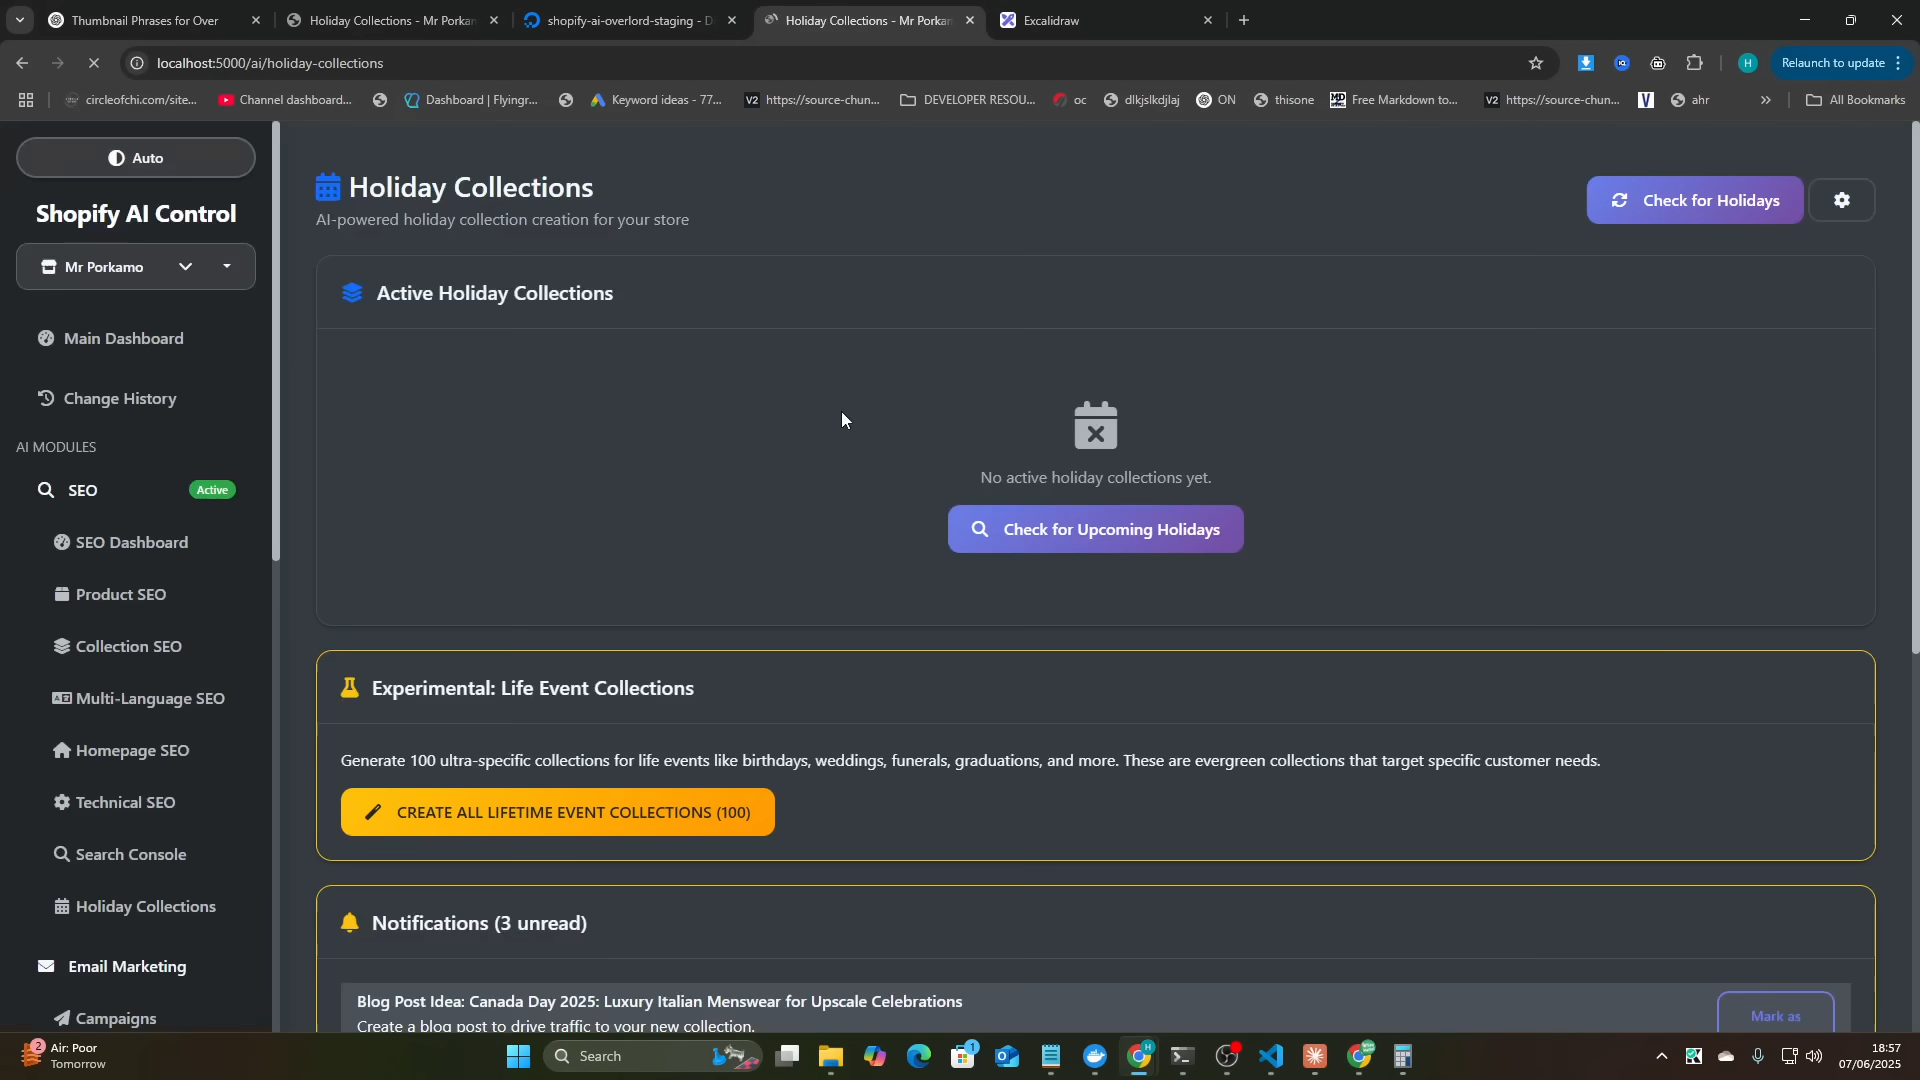 Thumbnail Phrases for Over
Holiday Collections - Mr Porkan
shopify-ai-overlord-staging - D
Holiday Collections - Mr Porkan
Excalidraw
localhost:5000/ai/holiday-collections
Relaunch to update
circleofchi.com/site...
Channel dashboard...
Dashboard | Flyingr...
Keyword ideas - 77...
https://source-chun...
DEVELOPER RESOU...
oc
dlkjslkdjlaj
ON
thisone
Free Markdown to...
https://source-chun...
ahr
All Bookmarks
Auto
Shopify AI Control
Mr Porkamo
Main Dashboard
Change History
AI MODULES
SEO
Active
SEO Dashboard
Product SEO
Collection SEO
Multi-Language SEO
Homepage SEO
Technical SEO
Search Console
Holiday Collections
Email Marketing
Campaigns
Holiday Collections
AI-powered holiday collection creation for your store
Check for Holidays
Active Holiday Collections
No active holiday collections yet.
Check for Upcoming Holidays
Experimental: Life Event Collections
Generate 100 ultra-specific collections for life events like birthdays, weddings, funerals, graduations, and more. These are evergreen collections that target specific customer needs.
CREATE ALL LIFETIME EVENT COLLECTIONS (100)
Notifications (3 unread)
Blog Post Idea: Canada Day 2025: Luxury Italian Menswear for Upscale Celebrations
Create a blog post to drive traffic to your new collection.
Mark as
2
Air: Poor
Tomorrow
Search
1
18:57
07/06/2025